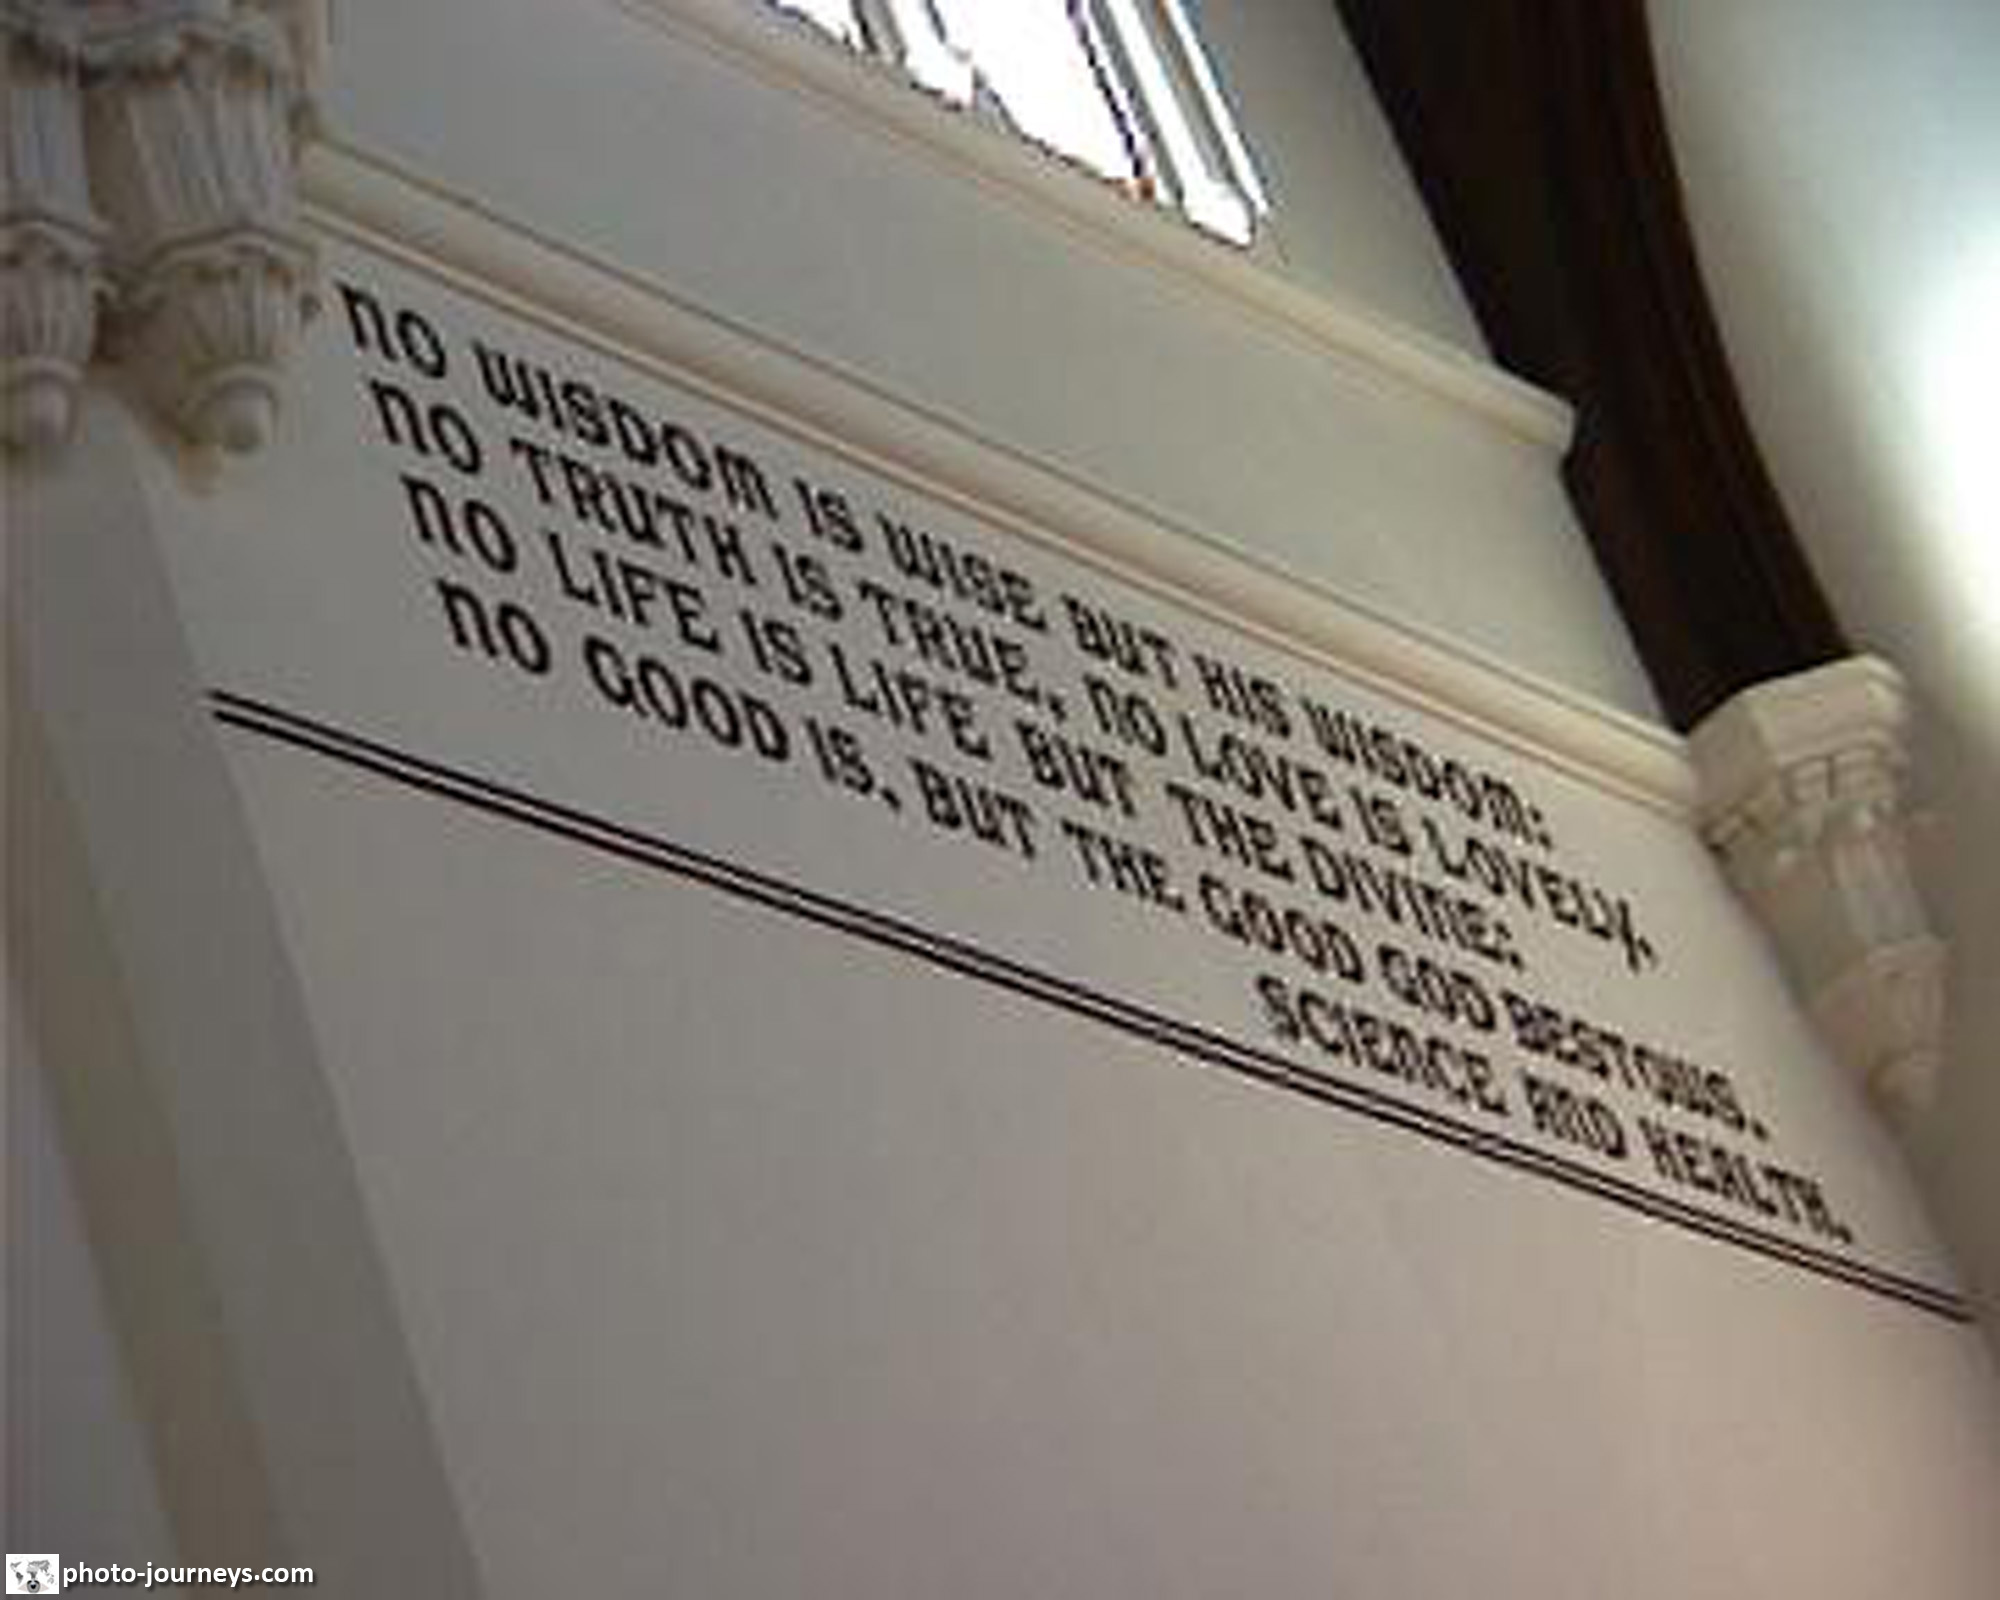 NO WISDOM IS WISE BUT HIS WISDOM:
NO TRUTH IS TRUE, NO LOVE IS LOVELY,
NO LIFE IS LIFE BUT THE DIVINE:
NO GOOD IS, BUT THE GOOD GOD BESTOWS.
SCIENCE AND HEALTH.
photo-journeys.com